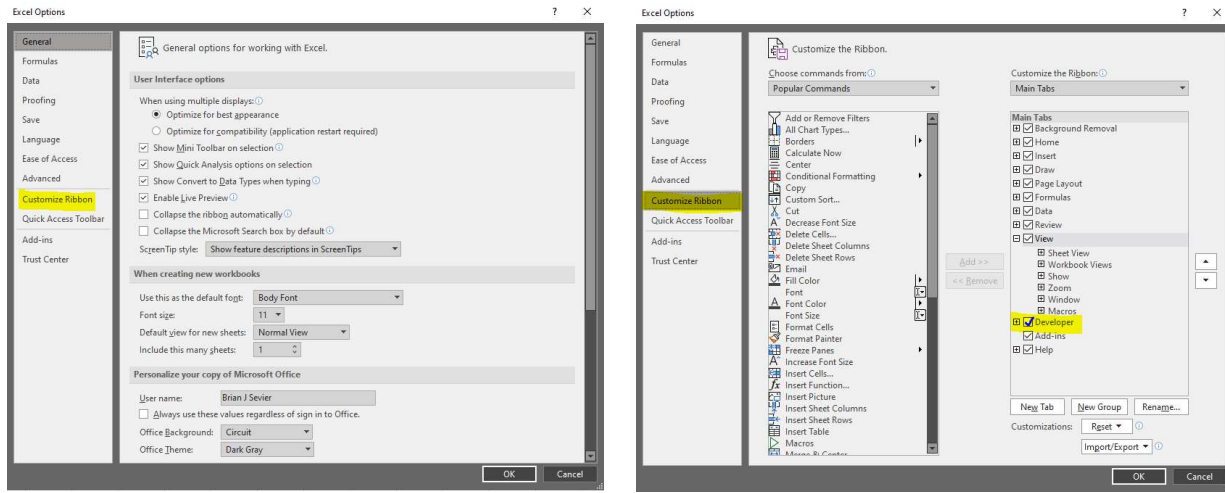 Excel Options
?
General
Formulas
Data
Proofing
Save
Language
Ease of Access
Advanced
Customize Ribbon
Quick Access Toolbar
Add-ins
Trust Center
General options for working with Excel.
User Interface options
When using multiple displays:
Optimize for best appearance
Optimize for compatibility (application restart required)
Show Mini Toolbar on selection
Show Quick Analysis options on selection
Show Convert to Data Types when typing
Enable Live Preview
Collapse the ribbon automatically
Collapse the Microsoft Search box by default
ScreenTip style: Show feature descriptions in ScreenTips
When creating new workbooks
Use this as the default font: Body Font
Font size: 11
Default view for new sheets: Normal View
Include this many sheets: 1
Personalize your copy of Microsoft Office
User name: Brian J Sevier
Always use these values regardless of sign in to Office.
Office Background: Circuit
Office Theme: Dark Gray
OK Cancel
Excel Options
?
General
Formulas
Data
Proofing
Save
Language
Ease of Access
Advanced
Customize Ribbon
Quick Access Toolbar
Add-ins
Trust Center
Customize the Ribbon.
Choose commands from:
Popular Commands
Add or Remove Filters
All Chart Types...
Borders
Calculate Now
Center
Conditional Formatting
Copy
Custom Sort...
Cut
Decrease Font Size
Delete Cells...
Delete Sheet Columns
Delete Sheet Rows
Email
Fill Color
Font
Font Color
Font Size
Format Cells
Format Painter
Freeze Panes
Increase Font Size
Insert Cells...
Insert Function...
Insert Picture
Insert Sheet Columns
Insert Sheet Rows
Insert Table
Macros
Merge & Center
Add >>
<< Remove
Customize the Ribbon:
Main Tabs
Main Tabs
Background Removal
Home
Insert
Draw
Page Layout
Formulas
Data
Review
View
Sheet View
Workbook Views
Show
Zoom
Window
Macros
Developer
Add-ins
Help
New Tab New Group Rename...
Customizations: Reset
Import/Export
OK Cancel